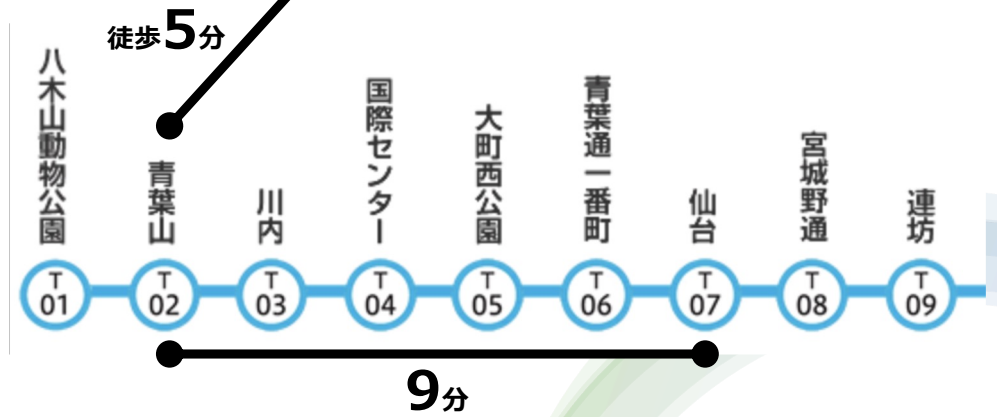 徒歩5分
八木山動物公園
青葉山
川内
国際センター
大町西公園
青葉通一番町
仙台
宮城野通
連坊
T 01
T 02
T 03
T 04
T 05
T 06
T 07
T 08
T 09
9分